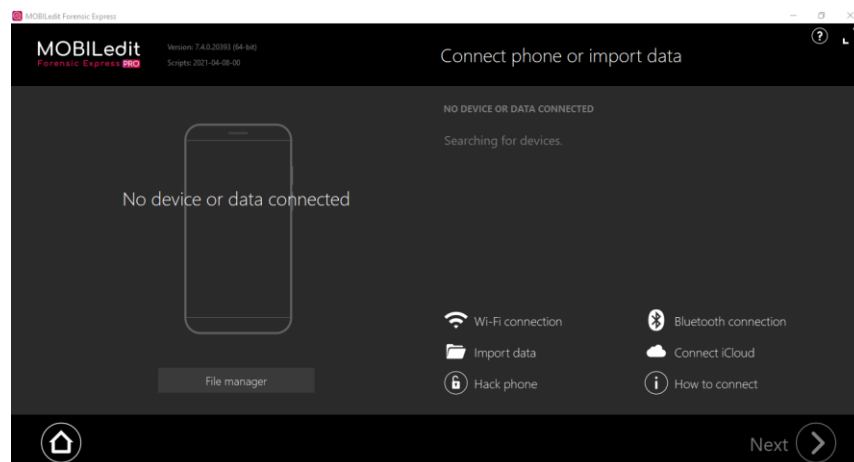 MOBILedit Forensic Express
MOBILedit
Forensic Express PRO
Version: 7.4.0.20393 (64-bit)
Scripts: 2021-04-08-00
Connect phone or import data
NO DEVICE OR DATA CONNECTED
Searching for devices.
No device or data connected
File manager
Wi-Fi connection
Bluetooth connection
Import data
Connect iCloud
Hack phone
How to connect
Next